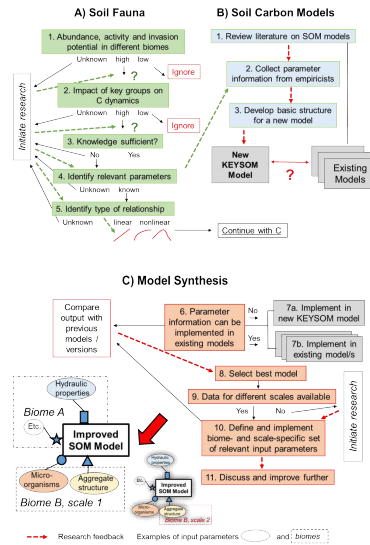 A) Soil Fauna
1. Abundance, activity and invasion
potential in different biomes
Unknown high low
?
Ignore
2. Impact of key groups on
C dynamics
Unknown high low
?
Ignore
3. Knowledge sufficient?
No Yes
4. Identify relevant parameters
Unknown known
5. Identify type of relationship
Unknown linear nonlinear
Initiate research
Continue with C
B) Soil Carbon Models
1. Review literature on SOM models
2. Collect parameter
information from empiricists
3. Develop basic structure
for a new model
New
KEYSOM
Model
?
Existing
Models
C) Model Synthesis
Compare
output with
previous
models /
versions
6. Parameter
information can be
implemented in
existing models
No
Yes
7a. Implement in
new KEYSOM model
7b. Implement in
existing model/s
8. Select best model
9. Data for different scales available
Yes No
10. Define and implement
biome- and scale-specific set
of relevant input parameters
11. Discuss and improve further
Initiate research
Hydraulic
properties
Biome A
Etc.
Improved
SOM Model
Micro-
organisms
Aggregate
structure
Biome B, scale 1
Hydraulic
properties
Etc.
Improved
SOM Model
Micro-
organisms
Aggregate
structure
Biome B, scale 2
Research feedback Examples of input parameters and biomes